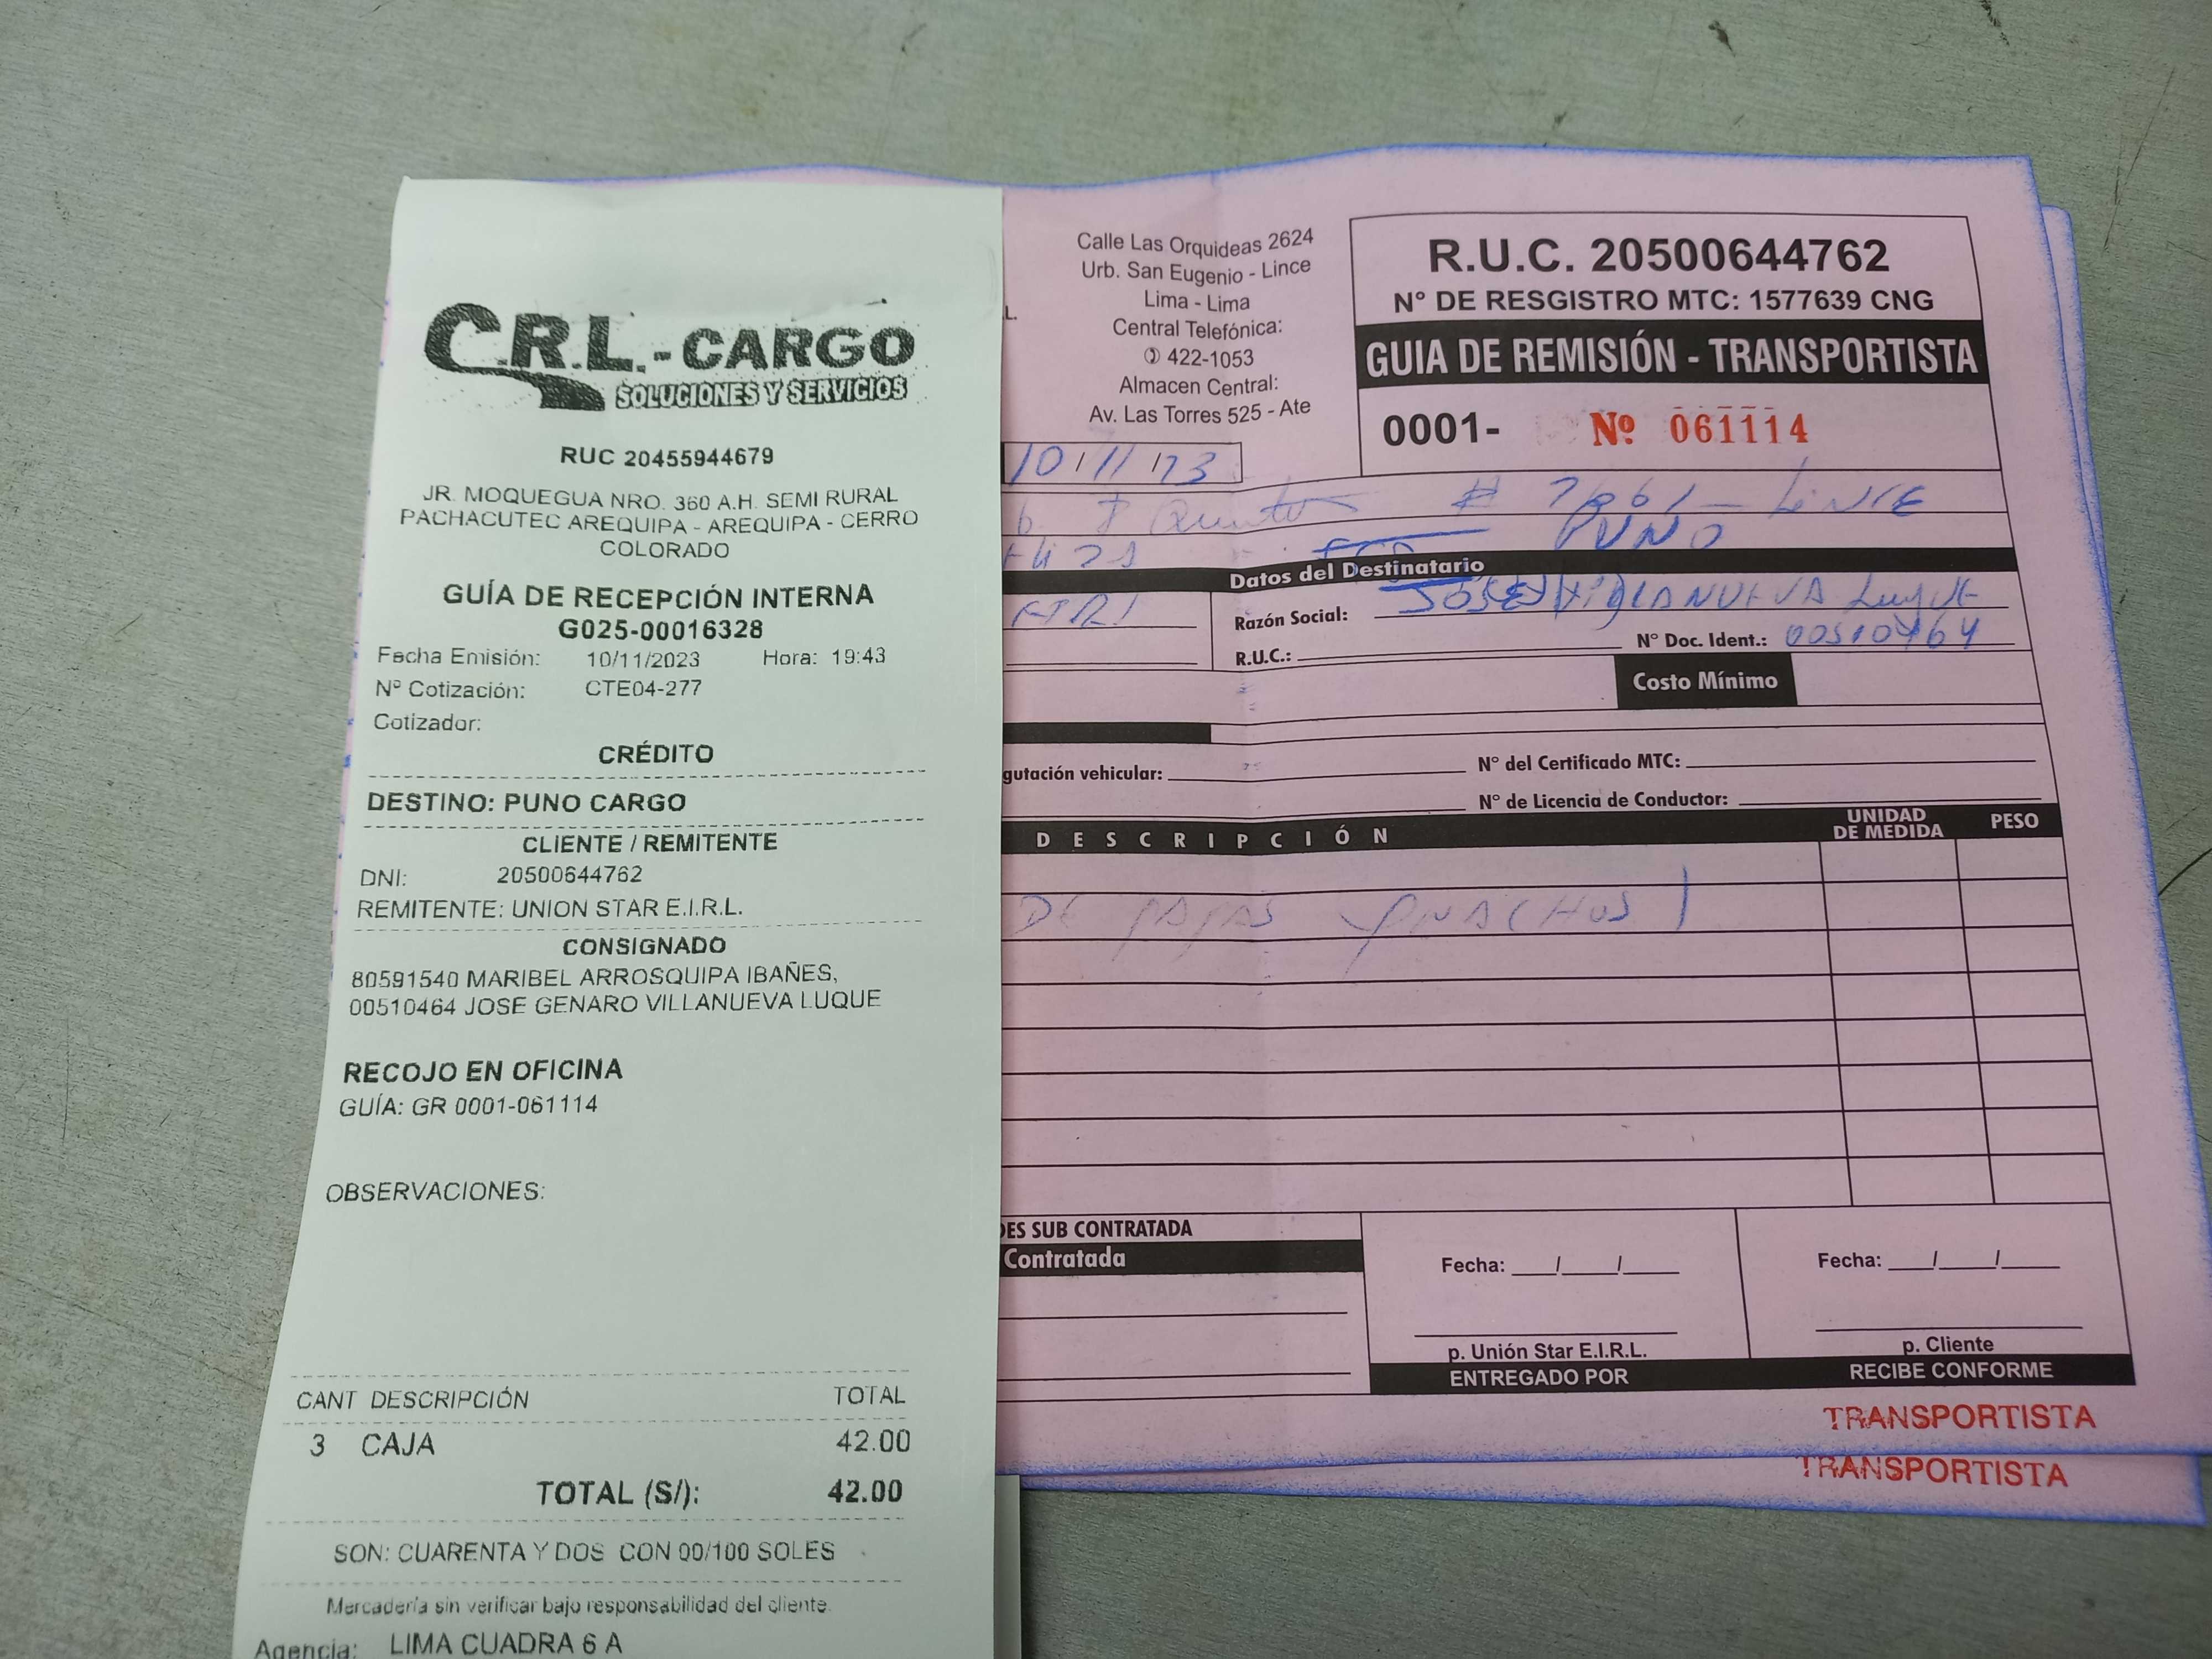 C.R.L.-CARGO
SOLUCIONES Y SERVICIOS
RUC 20455944679
JR. MOQUEGUA NRO. 360 A.H. SEMI RURAL
PACHACUTEC AREQUIPA - AREQUIPA - CERRO
COLORADO
GUÍA DE RECEPCIÓN INTERNA
G025-00016328
Fecha Emisión: 10/11/2023 Hora: 19:43
Nº Cotización: CTE04-277
Cotizador:
CRÉDITO
DESTINO: PUNO CARGO
CLIENTE / REMITENTE
DNI: 20500644762
REMITENTE: UNION STAR E.I.R.L.
CONSIGNADO
80591540 MARIBEL ARROSQUIPA IBAÑES,
00510464 JOSE GENARO VILLANUEVA LUQUE
RECOJO EN OFICINA
GUÍA: GR 0001-061114
OBSERVACIONES:
CANT DESCRIPCIÓN TOTAL
3 CAJA 42.00
TOTAL (S/): 42.00
SON: CUARENTA Y DOS CON 00/100 SOLES
Mercadería sin verificar bajo responsabilidad del cliente.
Agencia: LIMA CUADRA 6 A
Calle Las Orquideas 2624
Urb. San Eugenio - Lince
Lima - Lima
Central Telefónica:
✆ 422-1053
Almacen Central:
Av. Las Torres 525 - Ate
R.U.C. 20500644762
N° DE RESGISTRO MTC: 1577639 CNG
GUIA DE REMISIÓN - TRANSPORTISTA
0001- Nº 061114
10/11/23
PUNO
Datos del Destinatario
Razón Social: JOSE VILLANUEVA Luque
R.U.C.: N° Doc. Ident.: 00510464
Costo Mínimo
gutación vehicular: N° del Certificado MTC:
N° de Licencia de Conductor:
DESCRIPCIÓN UNIDAD DE MEDIDA PESO
DE PAPAS
DES SUB CONTRATADA
Contratada
Fecha: / /
p. Unión Star E.I.R.L.
ENTREGADO POR
Fecha: / /
p. Cliente
RECIBE CONFORME
TRANSPORTISTA
TRANSPORTISTA